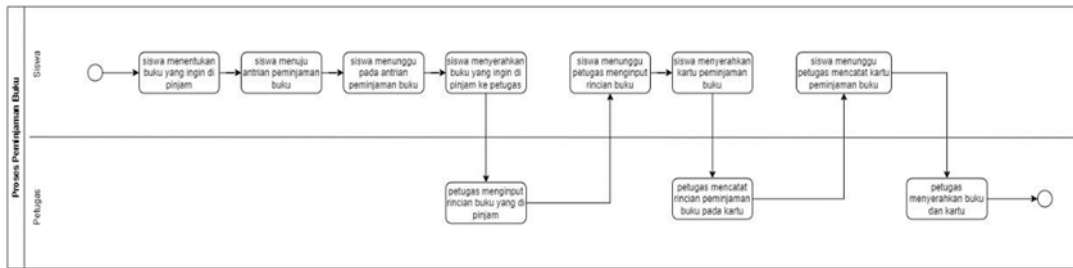 Proses Peminjaman Buku
Siswa
siswa menentukan
buku yang ingin di
pinjam
siswa menuju
antrian peminjaman
buku
siswa menunggu
pada antrian
peminjaman buku
siswa menyerahkan
buku yang ingin di
pinjam ke petugas
siswa menunggu
petugas menginput
rincian buku
siswa menyerahkan
kartu peminjaman
buku
siswa menunggu
petugas mencatat kartu
peminjaman buku
Petugas
petugas menginput
rincian buku yang di
pinjam
petugas mencatat
rincian peminjaman
buku pada kartu
petugas
menyerahkan buku
dan kartu